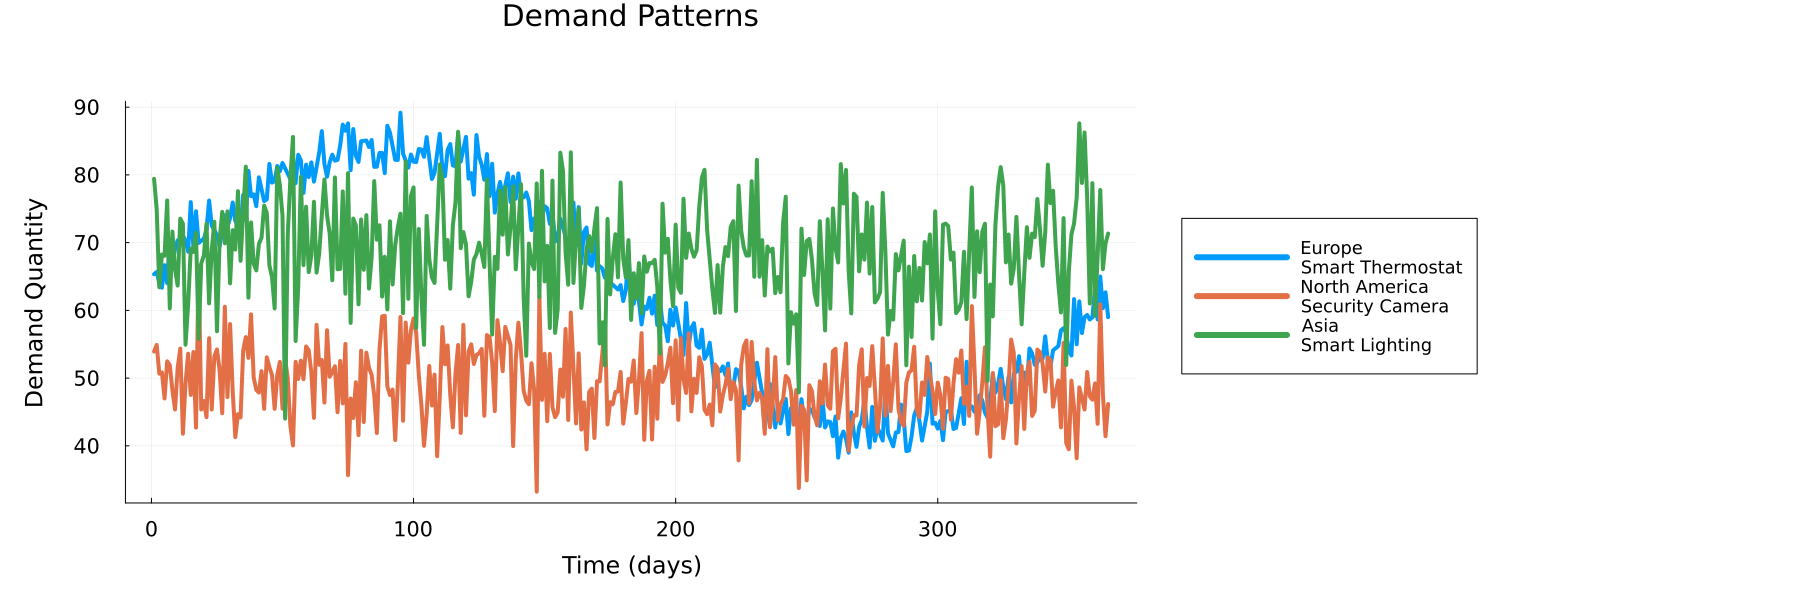 Demand Patterns
90
80
70
60
50
40
Demand Quantity
0 100 200 300
Time (days)
Europe
Smart Thermostat
North America
Security Camera
Asia
Smart Lighting